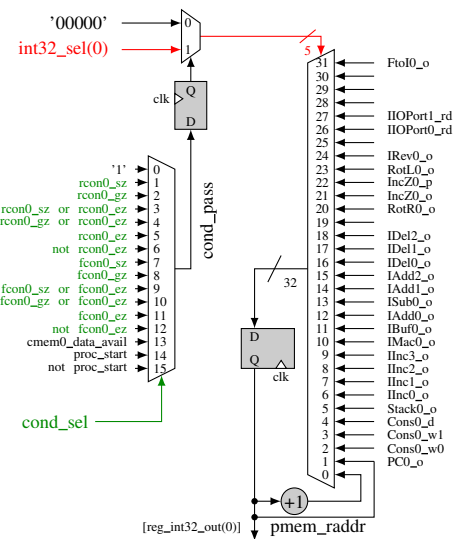 '00000'
0
int32_sel(0)
1
5
Q
clk
D
cond_pass
'1'
0
rcon0_sz
1
rcon0_gz
2
rcon0_sz or rcon0_ez
3
rcon0_gz or rcon0_ez
4
rcon0_ez
5
not rcon0_ez
6
fcon0_sz
7
fcon0_gz
8
fcon0_sz or fcon0_ez
9
fcon0_gz or fcon0_ez
10
fcon0_ez
11
not fcon0_ez
12
cmem0_data_avail
13
proc_start
14
not proc_start
15
cond_sel
31
FtoI0_o
30
29
28
27
IIOPort1_rd
26
IIOPort0_rd
25
24
IRev0_o
23
RotL0_o
22
IncZ0_p
21
IncZ0_o
20
RotR0_o
19
18
IDel2_o
17
IDel1_o
16
IDel0_o
15
IAdd2_o
14
IAdd1_o
13
ISub0_o
12
IAdd0_o
11
IBuf0_o
10
IMac0_o
9
IInc3_o
8
IInc2_o
7
IInc1_o
6
IInc0_o
5
Stack0_o
4
Cons0_d
3
Cons0_w1
2
Cons0_w0
1
PC0_o
0
32
D
Q
clk
+1
[reg_int32_out(0)]
pmem_raddr